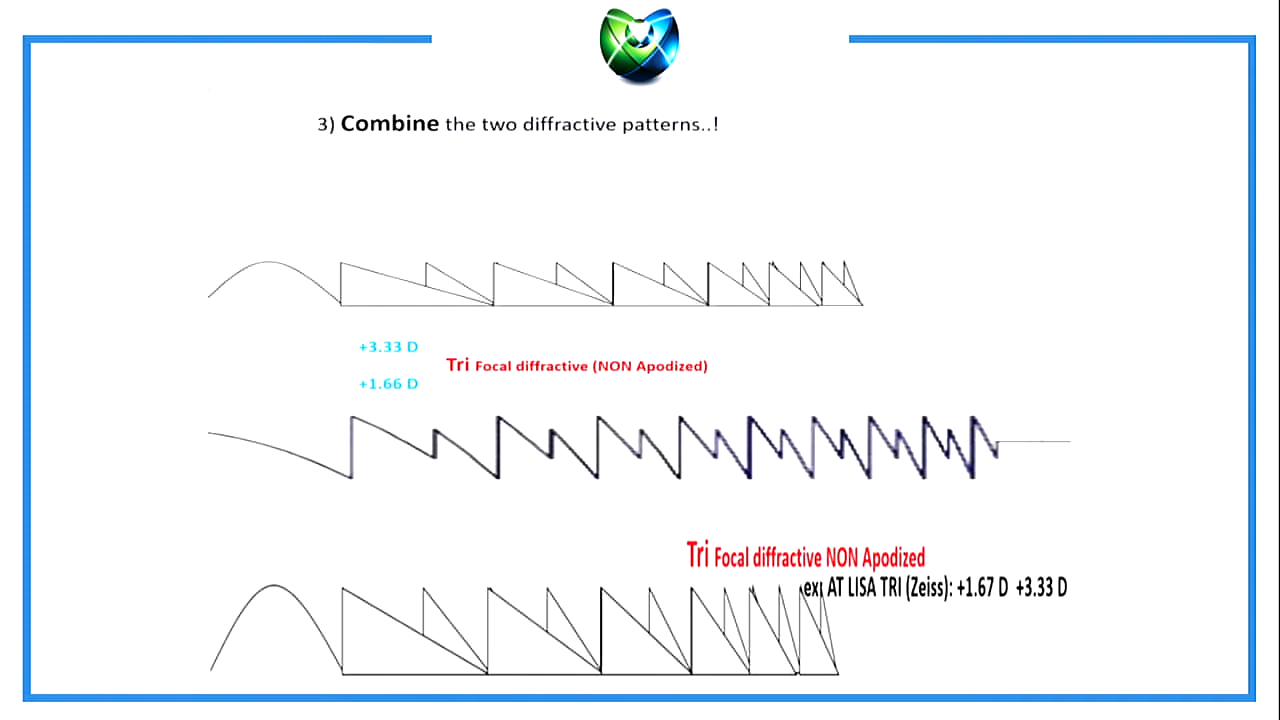 3) Combine the two diffractive patterns..!
+3.33 D
Tri Focal diffractive (NON Apodized)
+1.66 D
Tri Focal diffractive NON Apodized
ex: AT LISA TRI (Zeiss): +1.67 D +3.33 D